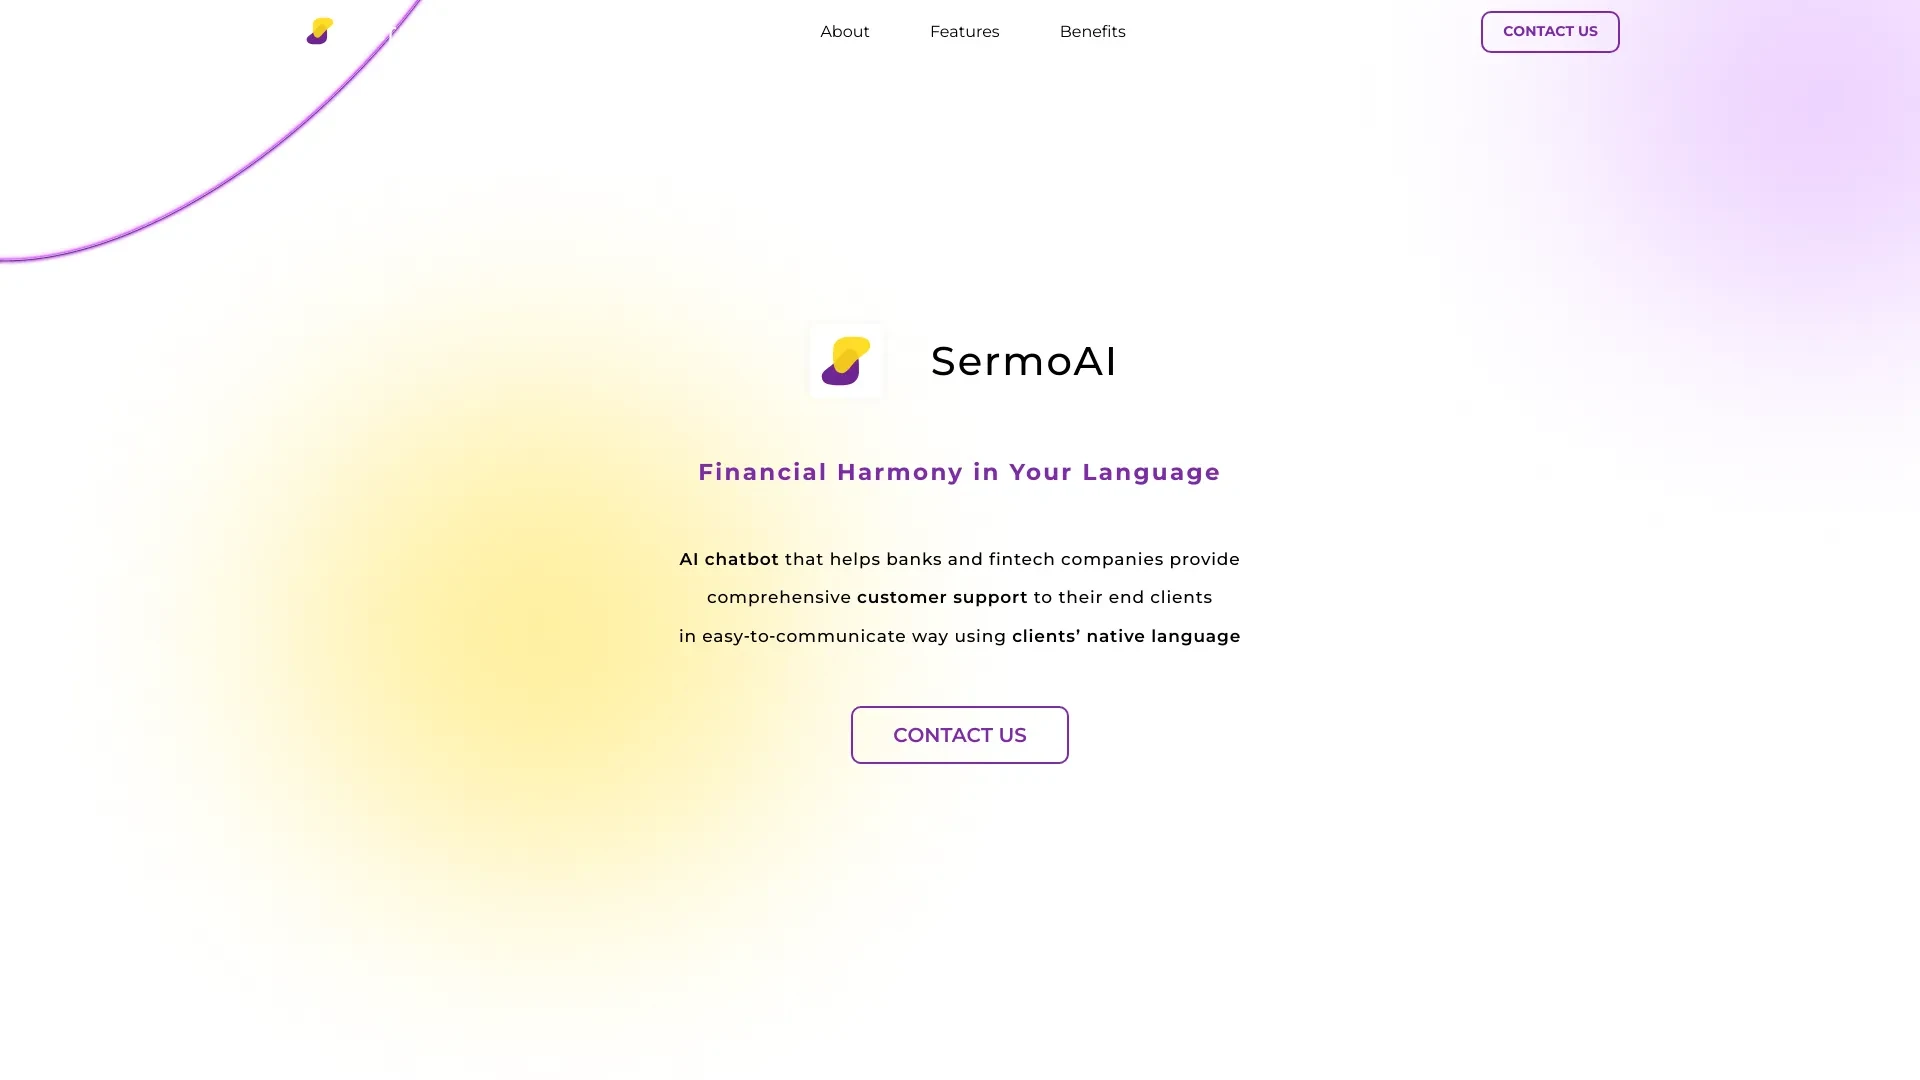 About
Features
Benefits
CONTACT US
SermoAI
Financial Harmony in Your Language
AI chatbot that helps banks and fintech companies provide
comprehensive customer support to their end clients
in easy-to-communicate way using clients’ native language
CONTACT US